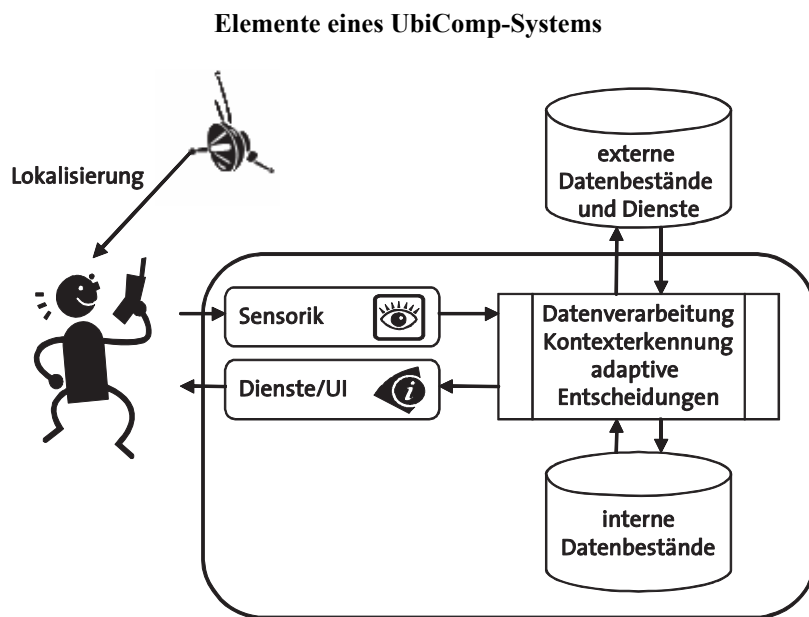 Elemente eines UbiComp-Systems
Lokalisierung
externe
Datenbestände
und Dienste
Sensorik
Dienste/UI
i
Datenverarbeitung
Kontexterkennung
adaptive
Entscheidungen
interne
Datenbestände